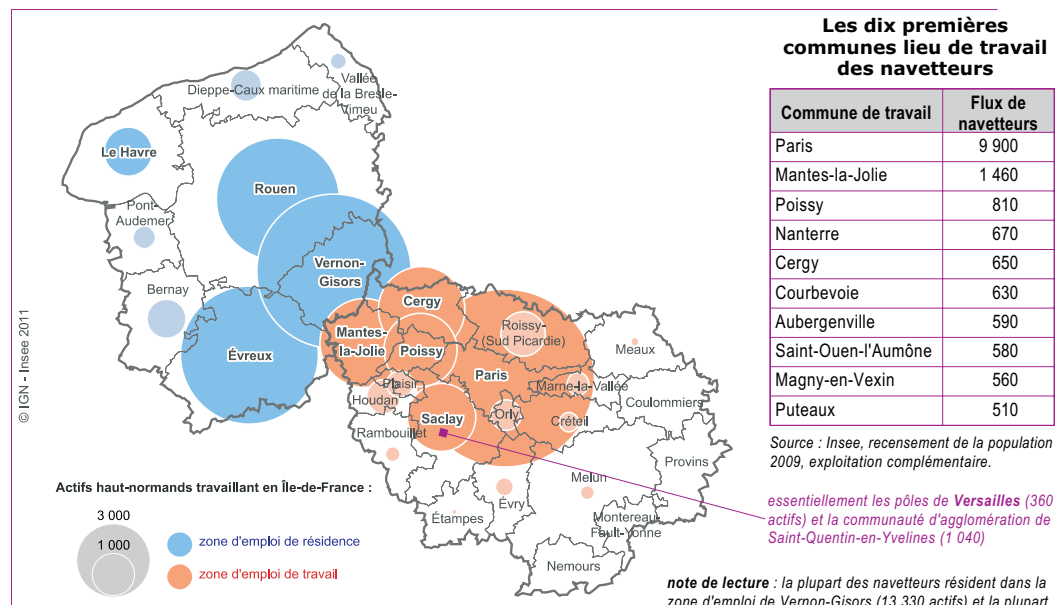 Les dix premières
communes lieu de travail
des navetteurs
Commune de travail
Flux de
navetteurs
Paris 9 900
Mantes-la-Jolie 1 460
Poissy 810
Nanterre 670
Cergy 650
Courbevoie 630
Aubergenville 590
Saint-Ouen-l'Aumône 580
Magny-en-Vexin 560
Puteaux 510
Source : Insee, recensement de la population
2009, exploitation complémentaire.
essentiellement les pôles de Versailles (360
actifs) et la communauté d'agglomération de
Saint-Quentin-en-Yvelines (1 040)
note de lecture : la plupart des navetteurs résident dans la
zone d'emploi de Vernon-Gisors (13 330 actifs) et la plupart
Dieppe-Caux maritime
Vallée
de la Bresle-
Vimeu
Le Havre
Rouen
Pont-
Audemer
Vernon-
Gisors
Bernay
Évreux
Cergy
Mantes-
la-Jolie
Poissy
Roissy-
(Sud Picardie)
Meaux
Paris
Marne-la-Vallée
Plaisir
Houdan
Coulommiers
Saclay
Orly
Créteil
Rambouillet
Provins
Melun
Évry
Étampes
Montereau-
Fault-Yonne
Nemours
Actifs haut-normands travaillant en Île-de-France :
3 000
1 000
zone d'emploi de résidence
zone d'emploi de travail
© IGN - Insee 2011